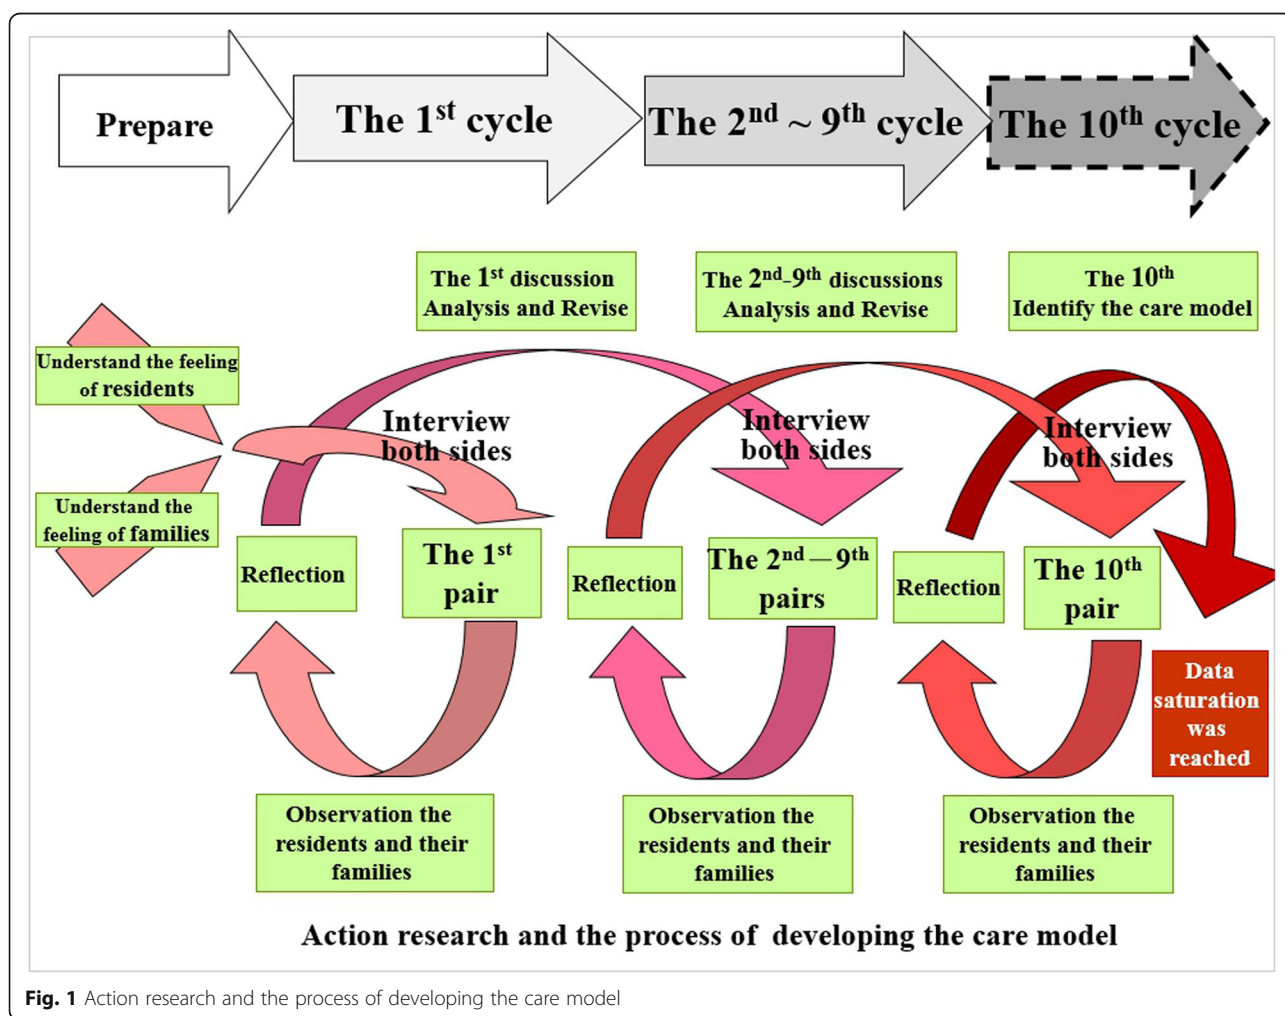 Prepare
The 1st cycle
The 2nd ~ 9th cycle
The 10th cycle
The 1st discussion
Analysis and Revise
The 2nd-9th discussions
Analysis and Revise
The 10th
Identify the care model
Understand the feeling
of residents
Understand the
feeling of families
Interview
both sides
Interview
both sides
Interview
both sides
Reflection
The 1st
pair
Reflection
The 2nd — 9th
pairs
Reflection
The 10th
pair
Data
saturation
was
reached
Observation the
residents and their
families
Observation the
residents and their
families
Observation the
residents and their
families
Action research and the process of developing the care model
Fig. 1 Action research and the process of developing the care model